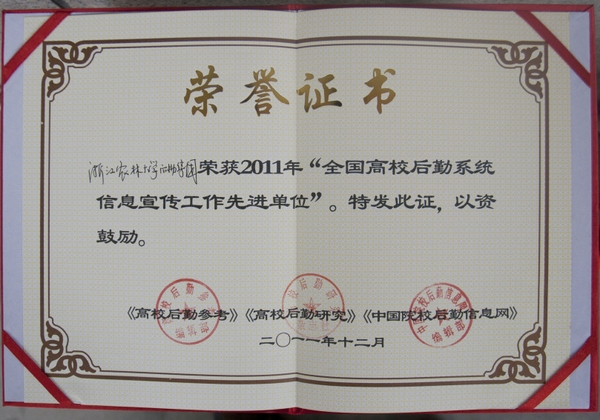 荣誉证书
浙江农林大学后勤集团荣获2011年“全国高校后勤系统
信息宣传工作先进单位”。特发此证，以资
鼓励。
《高校后勤参考》《高校后勤研究》《中国院校后勤信息网》
二〇一一年十二月